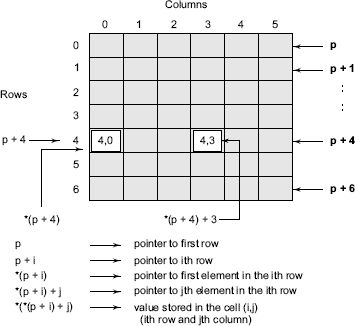 Columns
0 1 2 3 4 5
0 p
1 p + 1
:
2
:
3
Rows
p + 4 4 4,0 4,3 p + 4
5
6 p + 6
*(p + 4) *(p + 4) + 3
p pointer to first row
p + i pointer to ith row
*(p + i) pointer to first element in the ith row
*(p + i) + j pointer to jth element in the ith row
*(*(p + i) + j) value stored in the cell (i,j)
(ith row and jth column)